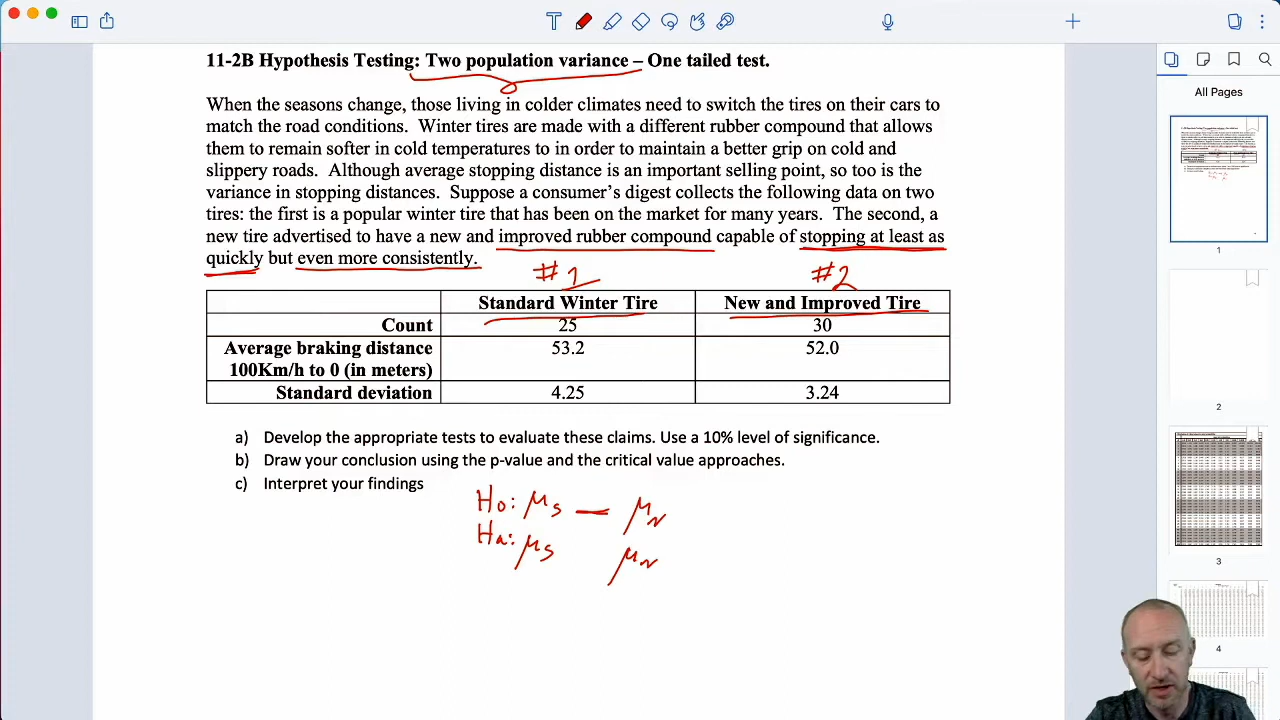 11-2B Hypothesis Testing: Two population variance – One tailed test.
When the seasons change, those living in colder climates need to switch the tires on their cars to
match the road conditions. Winter tires are made with a different rubber compound that allows
them to remain softer in cold temperatures to in order to maintain a better grip on cold and
slippery roads. Although average stopping distance is an important selling point, so too is the
variance in stopping distances. Suppose a consumer's digest collects the following data on two
tires: the first is a popular winter tire that has been on the market for many years. The second, a
new tire advertised to have a new and improved rubber compound capable of stopping at least as
quickly but even more consistently.
#1 #2
Standard Winter Tire New and Improved Tire
Count 25 30
Average braking distance 53.2 52.0
100Km/h to 0 (in meters)
Standard deviation 4.25 3.24
a) Develop the appropriate tests to evaluate these claims. Use a 10% level of significance.
b) Draw your conclusion using the p-value and the critical value approaches.
c) Interpret your findings
Ho: μs — μN
Ha: μs μN
All Pages
1
2
3
4